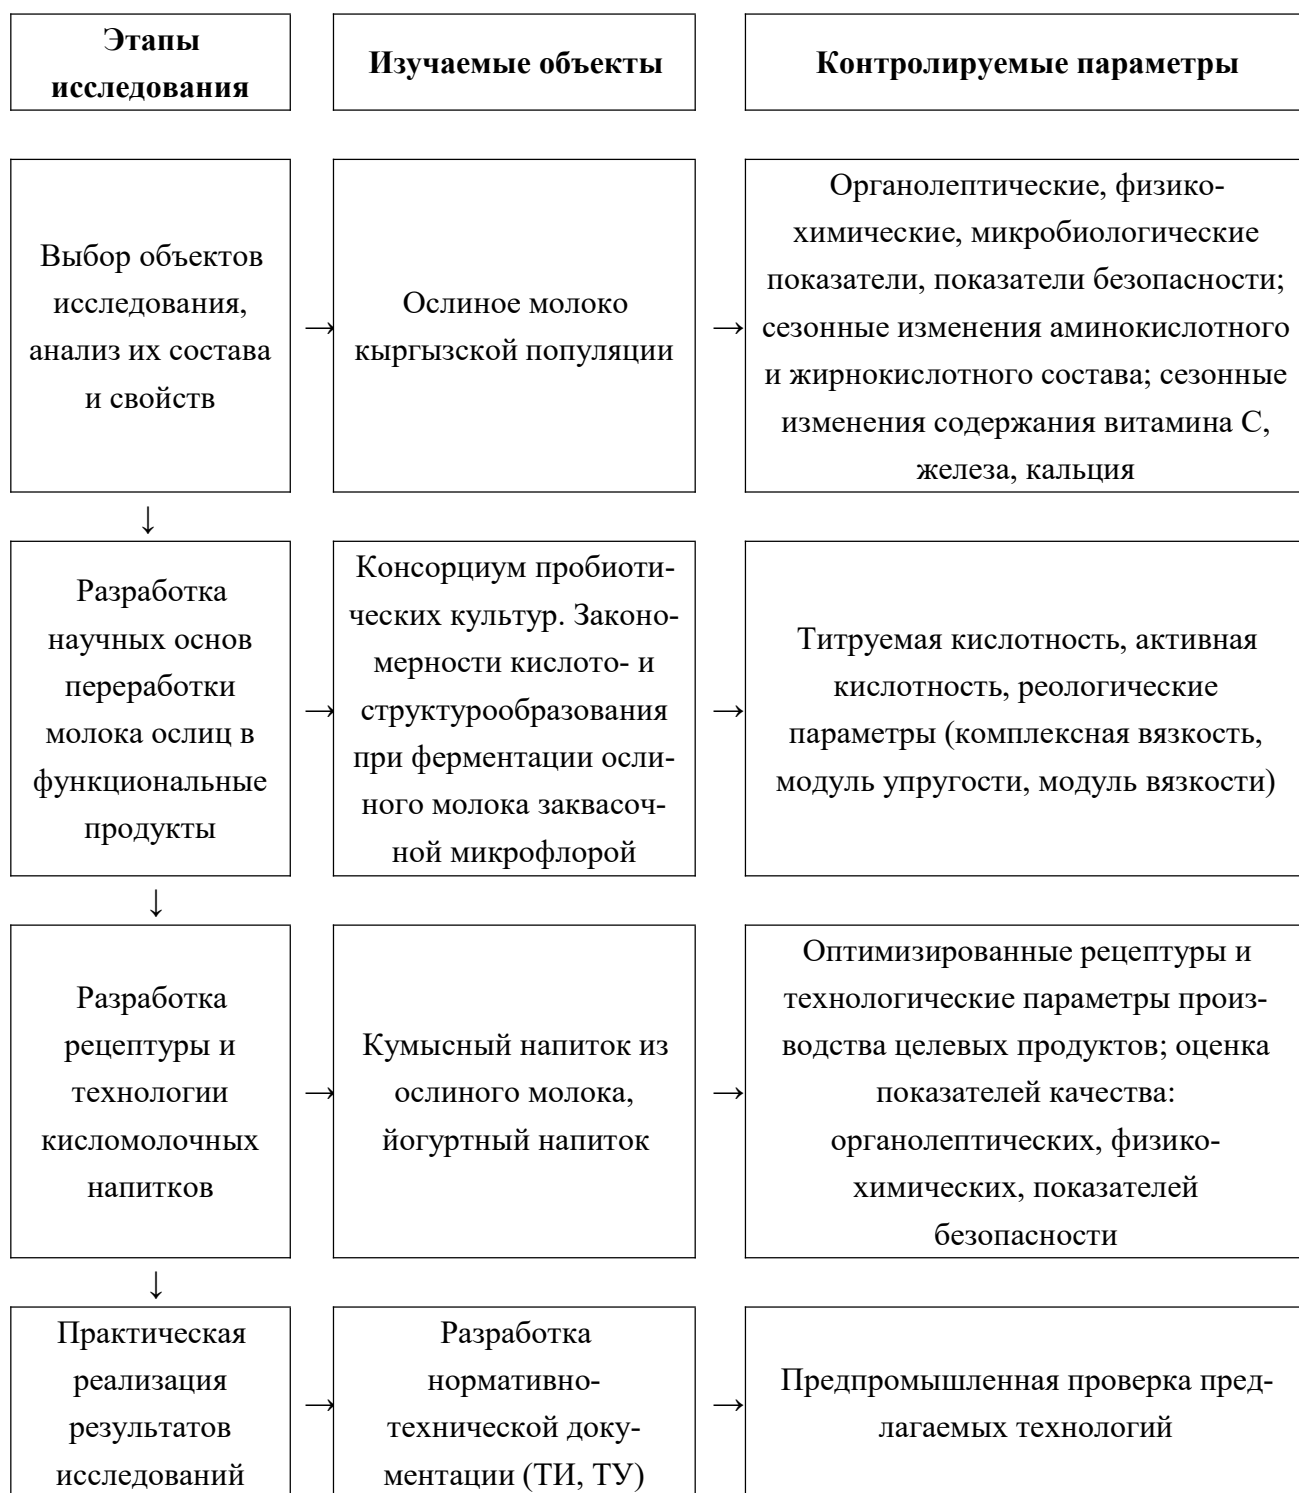 Этапы
исследования
Изучаемые объекты
Контролируемые параметры
Выбор объектов
исследования,
анализ их состава
и свойств
→
Ослиное молоко
кыргызской популяции
→
Органолептические, физико-
химические, микробиологические
показатели, показатели безопасности;
сезонные изменения аминокислотного
и жирнокислотного состава; сезонные
изменения содержания витамина С,
железа, кальция
↓
Разработка
научных основ
переработки
молока ослиц в
функциональные
продукты
→
Консорциум пробиоти-
ческих культур. Законо-
мерности кислото- и
структурообразования
при ферментации осли-
ного молока заквасоч-
ной микрофлорой
→
Титруемая кислотность, активная
кислотность, реологические
параметры (комплексная вязкость,
модуль упругости, модуль вязкости)
↓
Разработка
рецептуры и
технологии
кисломолочных
напитков
→
Кумысный напиток из
ослиного молока,
йогуртный напиток
→
Оптимизированные рецептуры и
технологические параметры произ-
водства целевых продуктов; оценка
показателей качества:
органолептических, физико-
химических, показателей
безопасности
↓
Практическая
реализация
результатов
исследований
→
Разработка
нормативно-
технической доку-
ментации (ТИ, ТУ)
→
Предпромышленная проверка пред-
лагаемых технологий